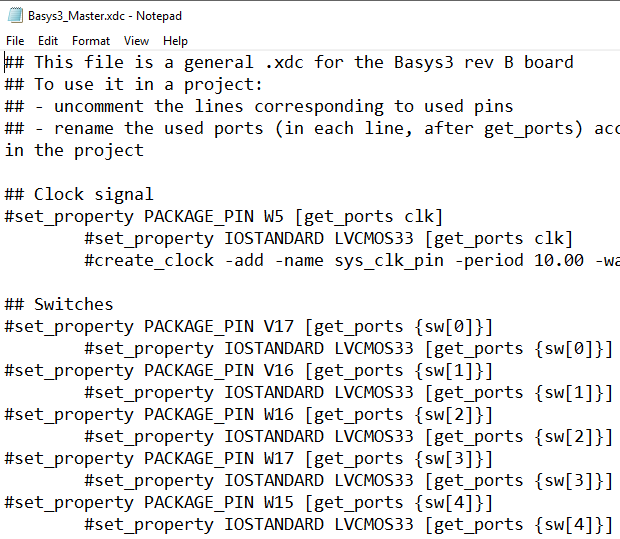 Basys3_Master.xdc - Notepad
File Edit Format View Help
## This file is a general .xdc for the Basys3 rev B board
## To use it in a project:
## - uncomment the lines corresponding to used pins
## - rename the used ports (in each line, after get_ports) acc
in the project
## Clock signal
#set_property PACKAGE_PIN W5 [get_ports clk]
#set_property IOSTANDARD LVCMOS33 [get_ports clk]
#create_clock -add -name sys_clk_pin -period 10.00 -wa
## Switches
#set_property PACKAGE_PIN V17 [get_ports {sw[0]}]
#set_property IOSTANDARD LVCMOS33 [get_ports {sw[0]}]
#set_property PACKAGE_PIN V16 [get_ports {sw[1]}]
#set_property IOSTANDARD LVCMOS33 [get_ports {sw[1]}]
#set_property PACKAGE_PIN W16 [get_ports {sw[2]}]
#set_property IOSTANDARD LVCMOS33 [get_ports {sw[2]}]
#set_property PACKAGE_PIN W17 [get_ports {sw[3]}]
#set_property IOSTANDARD LVCMOS33 [get_ports {sw[3]}]
#set_property PACKAGE_PIN W15 [get_ports {sw[4]}]
#set_property IOSTANDARD LVCMOS33 [get_ports {sw[4]}]